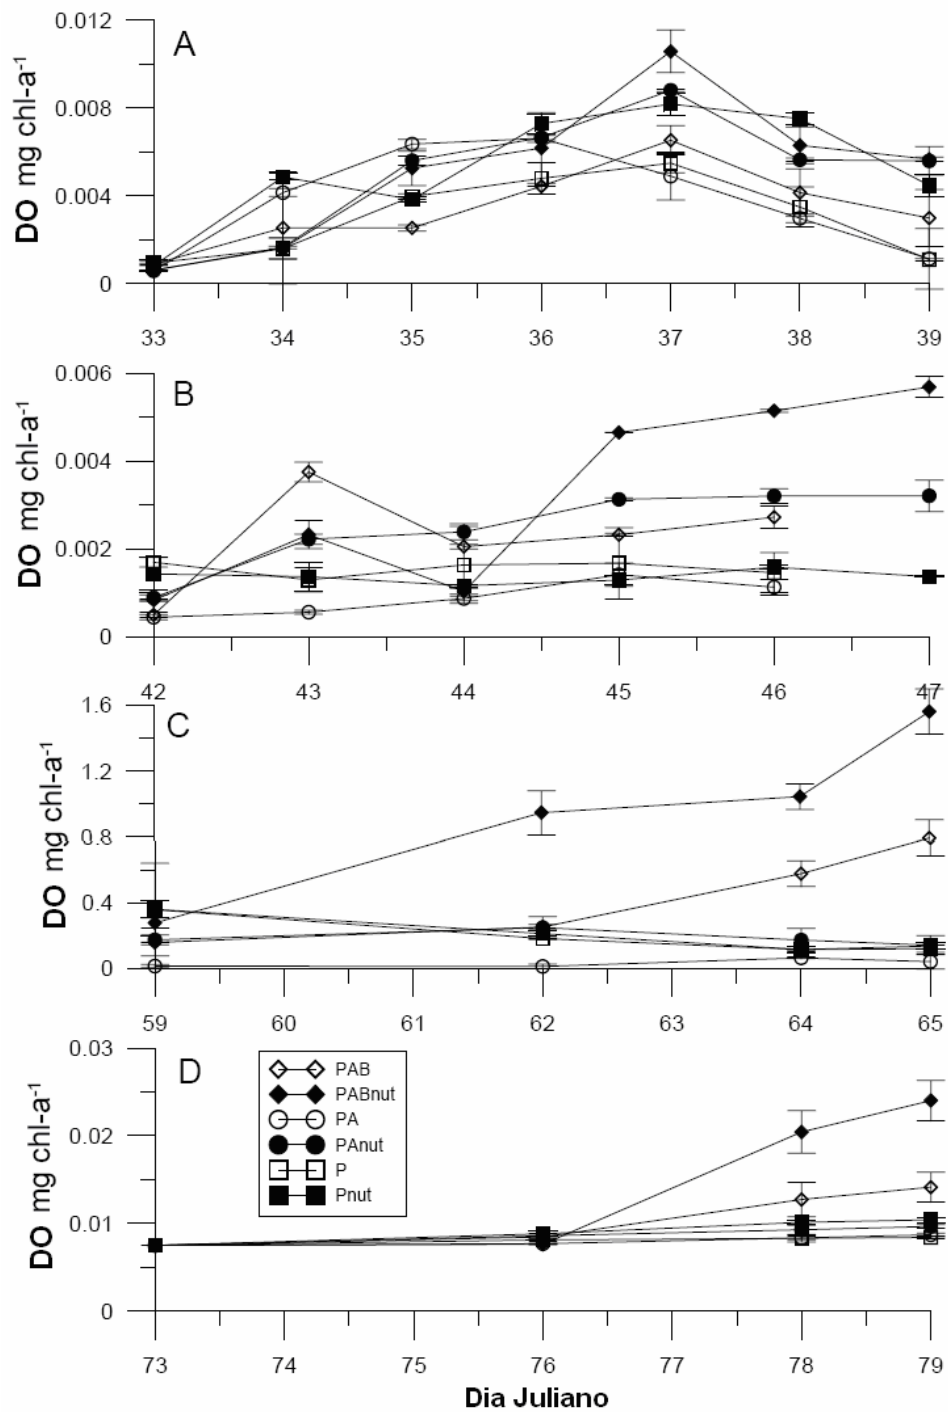 A
DO mg chl-a⁻¹
0.012
0.008
0.004
0
33 34 35 36 37 38 39
B
DO mg chl-a⁻¹
0.006
0.004
0.002
0
42 43 44 45 46 47
C
DO mg chl-a⁻¹
1.6
1.2
0.8
0.4
0
59 60 61 62 63 64 65
D
DO mg chl-a⁻¹
0.03
0.02
0.01
0
PAB
PABnut
PA
PAnut
P
Pnut
73 74 75 76 77 78 79
Dia Juliano